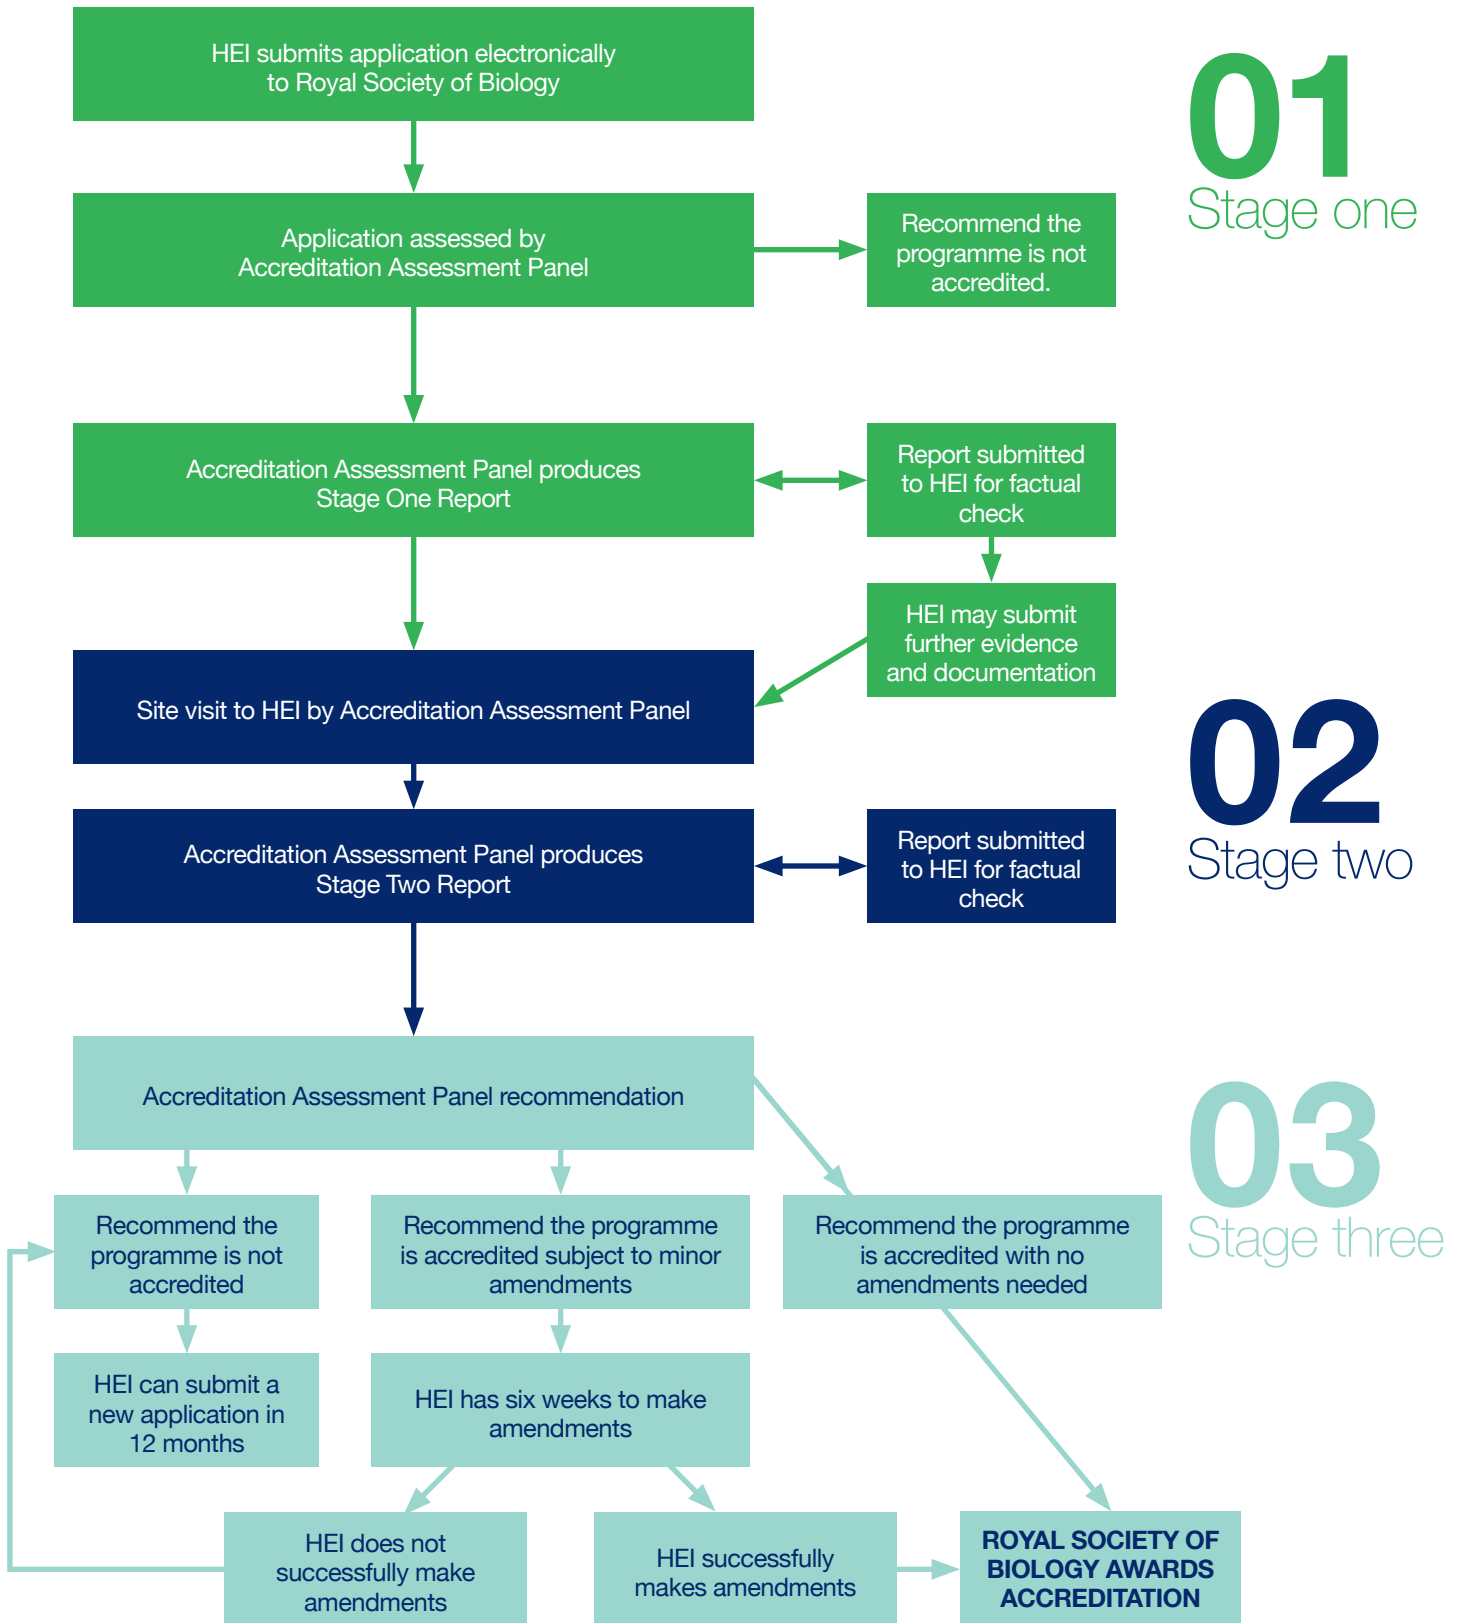 HEI submits application electronically
to Royal Society of Biology
01
Stage one
Application assessed by
Accreditation Assessment Panel
Recommend the
programme is not
accredited.
Accreditation Assessment Panel produces
Stage One Report
Report submitted
to HEI for factual
check
HEI may submit
further evidence
and documentation
Site visit to HEI by Accreditation Assessment Panel
02
Stage two
Accreditation Assessment Panel produces
Stage Two Report
Report submitted
to HEI for factual
check
Accreditation Assessment Panel recommendation
03
Stage three
Recommend the
programme is not
accredited
Recommend the programme
is accredited subject to minor
amendments
Recommend the programme
is accredited with no
amendments needed
HEI can submit a
new application in
12 months
HEI has six weeks to make
amendments
HEI does not
successfully make
amendments
HEI successfully
makes amendments
ROYAL SOCIETY OF
BIOLOGY AWARDS
ACCREDITATION